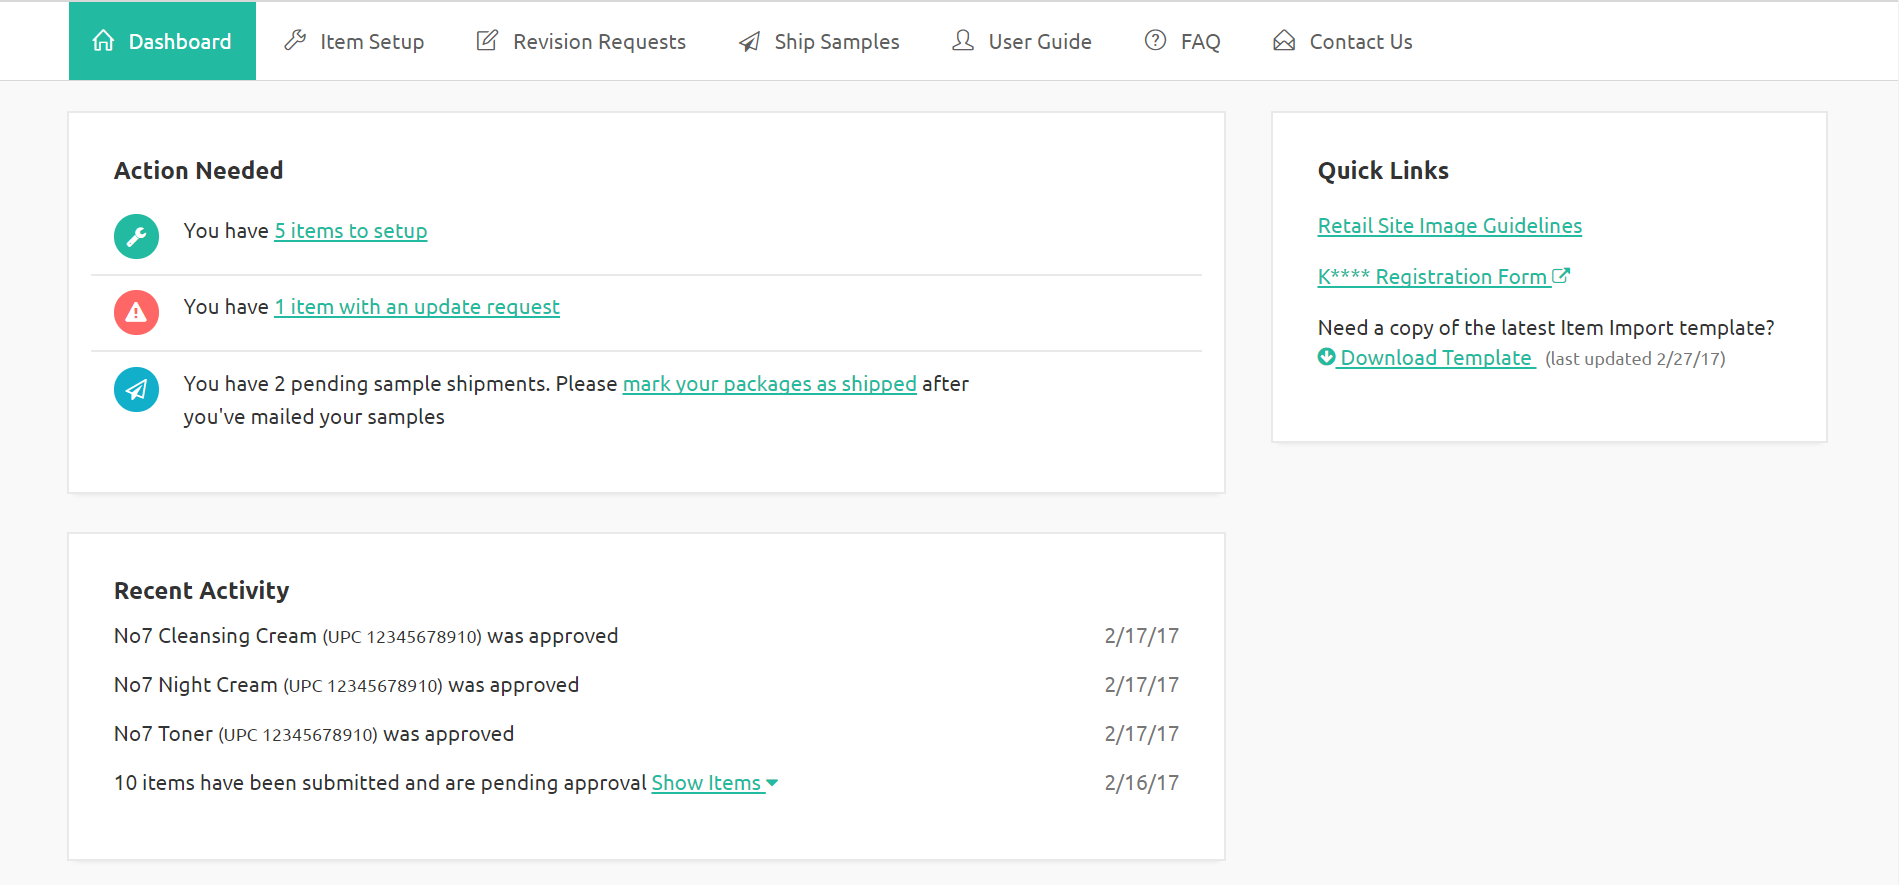 Dashboard Item Setup Revision Requests Ship Samples User Guide FAQ Contact Us
Action Needed
You have 5 items to setup
You have 1 item with an update request
You have 2 pending sample shipments. Please mark your packages as shipped after
you've mailed your samples
Quick Links
Retail Site Image Guidelines
K**** Registration Form
Need a copy of the latest Item Import template?
Download Template (last updated 2/27/17)
Recent Activity
No7 Cleansing Cream (UPC 12345678910) was approved 2/17/17
No7 Night Cream (UPC 12345678910) was approved 2/17/17
No7 Toner (UPC 12345678910) was approved 2/17/17
10 items have been submitted and are pending approval Show Items 2/16/17